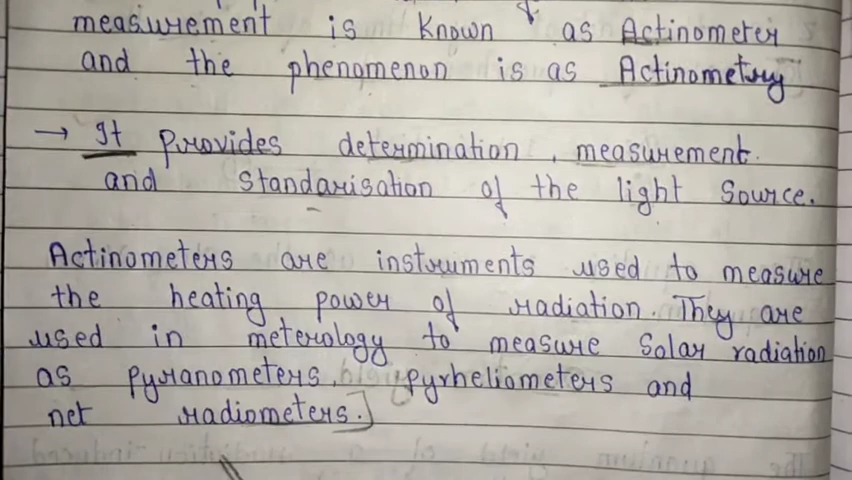 measurement is known as Actinometer
and the phenomenon is as Actinometry
→ It provides determination, measurement.
and standarisation of the light source.
Actinometers are instruments used to measure
the heating power of radiation. They are
used in meterology to measure Solar radiation
as pyranometers, pyrheliometers and
net radiometers.]